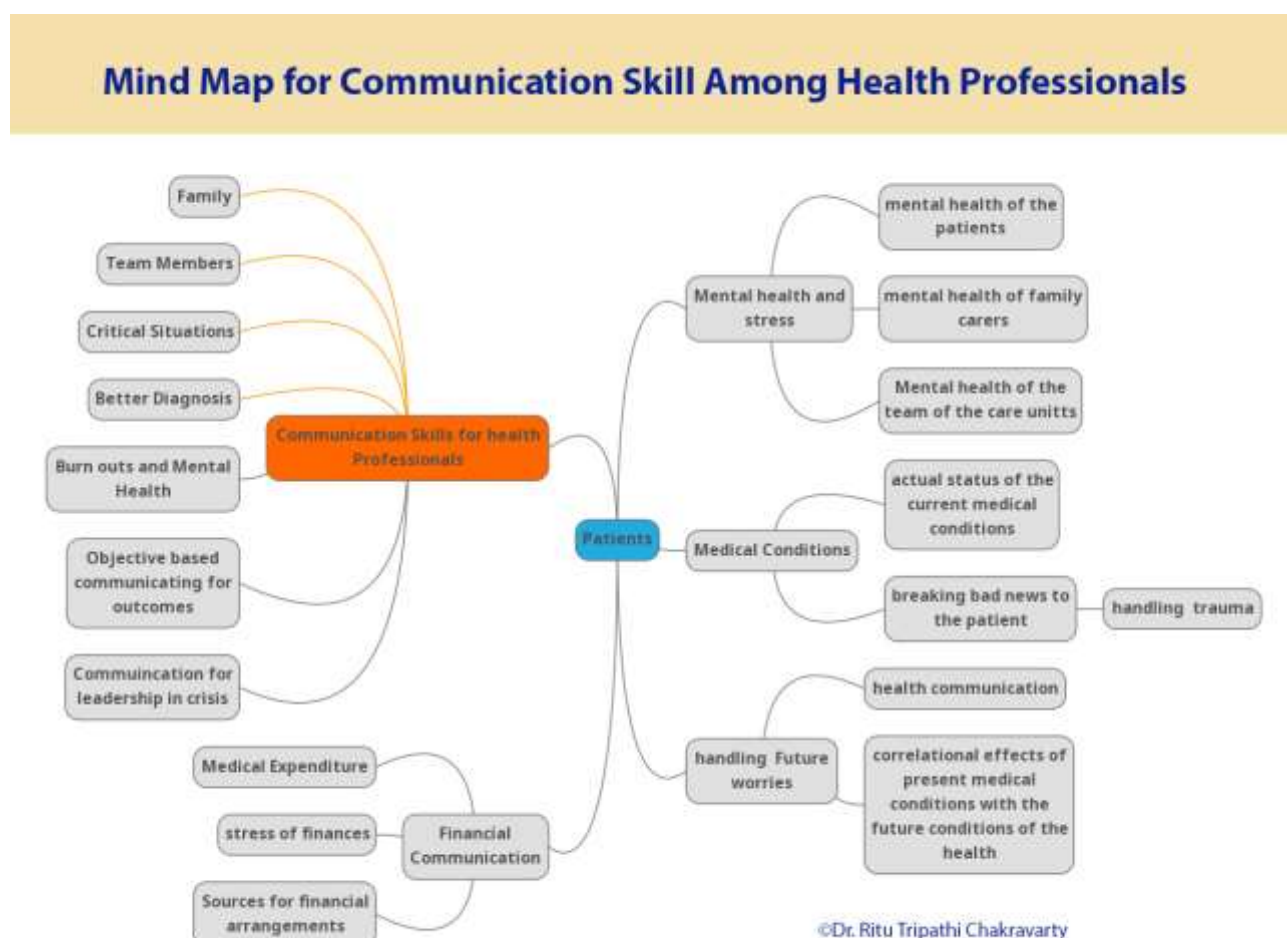 Mind Map for Communication Skill Among Health Professionals
Family
Team Members
Critical Situations
Better Diagnosis
Burn outs and Mental
Health
Objective based
communicating for
outcomes
Commuincation for
leadership in crisis
Communication Skills for health
Professionals
Patients
Medical Expenditure
stress of finances
Sources for financial
arrangements
Financial
Communication
Mental health and
stress
mental health of the
patients
mental health of family
carers
Mental health of the
team of the care unitts
Medical Conditions
actual status of the
current medical
conditions
breaking bad news to
the patient
handling trauma
handling Future
worries
health communication
correlational effects of
present medical
conditions with the
future conditions of the
health
©Dr. Ritu Tripathi Chakravarty